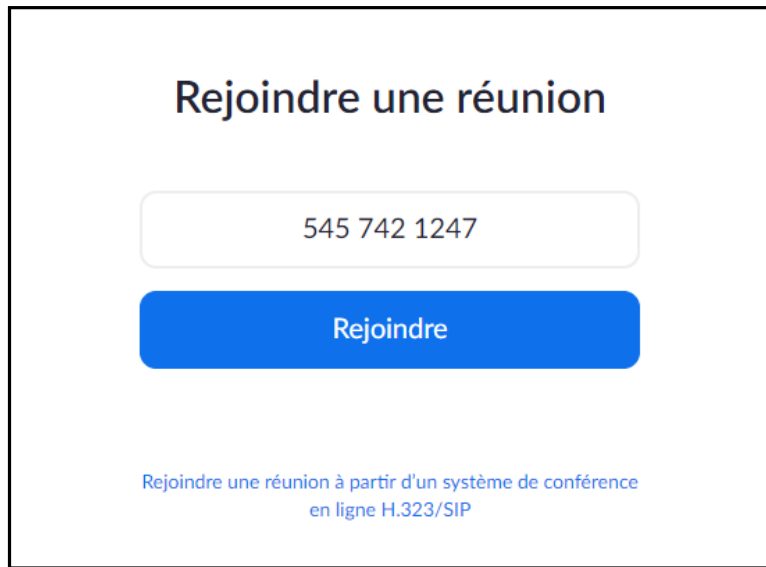 Rejoindre une réunion
545 742 1247
Rejoindre
Rejoindre une réunion à partir d'un système de conférence
en ligne H.323/SIP